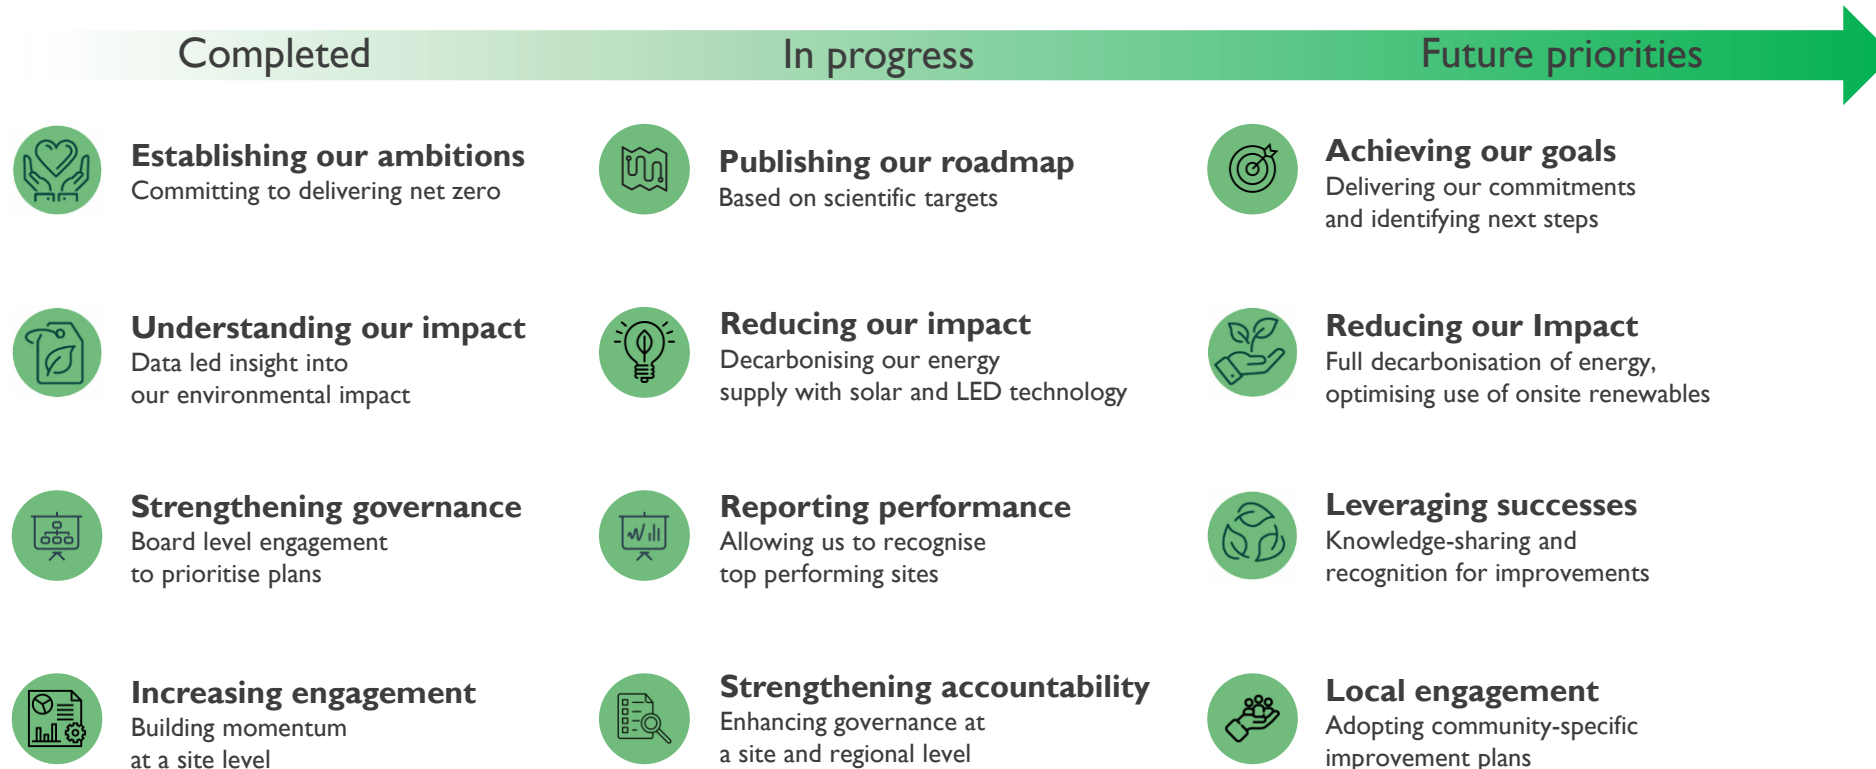 Completed
In progress
Future priorities
Establishing our ambitions
Committing to delivering net zero
Publishing our roadmap
Based on scientific targets
Achieving our goals
Delivering our commitments
and identifying next steps
Understanding our impact
Data led insight into
our environmental impact
Reducing our impact
Decarbonising our energy
supply with solar and LED technology
Reducing our Impact
Full decarbonisation of energy,
optimising use of onsite renewables
Strengthening governance
Board level engagement
to prioritise plans
Reporting performance
Allowing us to recognise
top performing sites
Leveraging successes
Knowledge-sharing and
recognition for improvements
Increasing engagement
Building momentum
at a site level
Strengthening accountability
Enhancing governance at
a site and regional level
Local engagement
Adopting community-specific
improvement plans